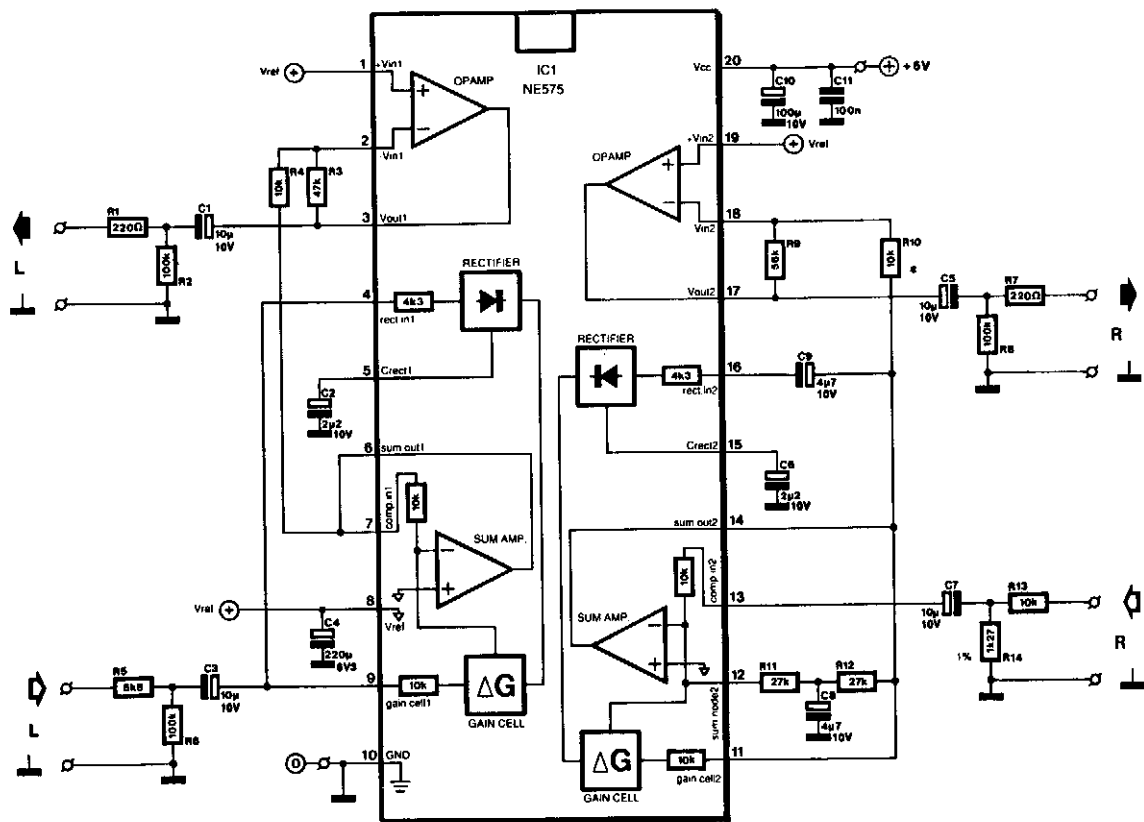 IC1
NE575
Vref
1
+Vin1
OPAMP
+
−
2
-Vin1
R4
10k
R3
47k
3
Vout1
R1
220Ω
C1
10µ
10V
100k
R2
L
RECTIFIER
4
4k3
rect.in1
5
Crect1
C2
2µ2
10V
6
sum out1
7
comp.in1
10k
SUM AMP.
−
+
Vref
8
Vref
C4
220µ
6V3
R5
6k8
C3
10µ
10V
9
10k
gain cell1
ΔG
GAIN CELL
100k
R6
L
0
10
GND
Vcc
20
+5V
C10
100µ
10V
C11
100n
+Vin2
19
Vref
OPAMP
+
−
18
Vin2
R9
56k
R10
10k
Vout2
17
C5
10µ
10V
R7
220Ω
100k
R8
R
RECTIFIER
4k3
rect.in2
16
C9
4µ7
10V
Crect2
15
C6
2µ2
10V
sum out2
14
10k
comp in2
13
C7
10µ
10V
R13
10k
1%
1k27
R14
R
SUM AMP.
−
+
12
sum node2
R11
27k
R12
27k
C8
4µ7
10V
ΔG
GAIN CELL
10k
gain cell2
11